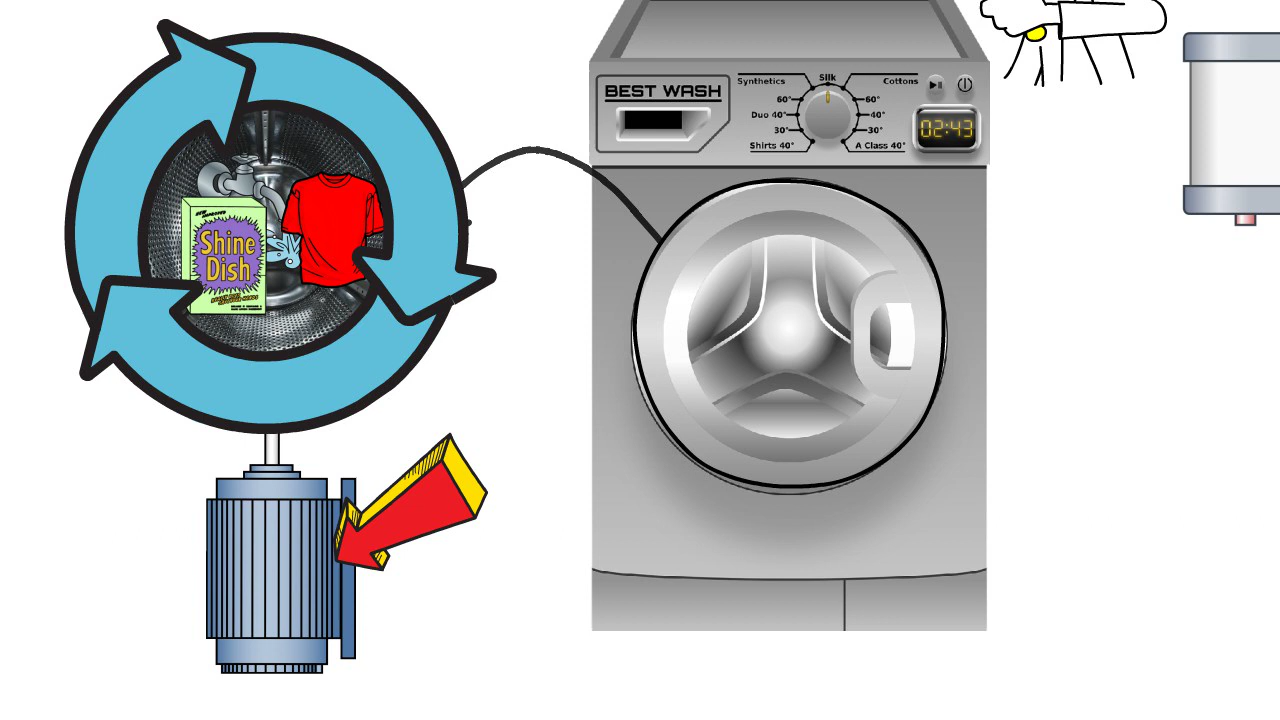 BEST WASH
Synthetics
Silk
Cottons
60°
60°
Duo 40°
40°
30°
30°
Shirts 40°
A Class 40°
02:43
Shine
Dish